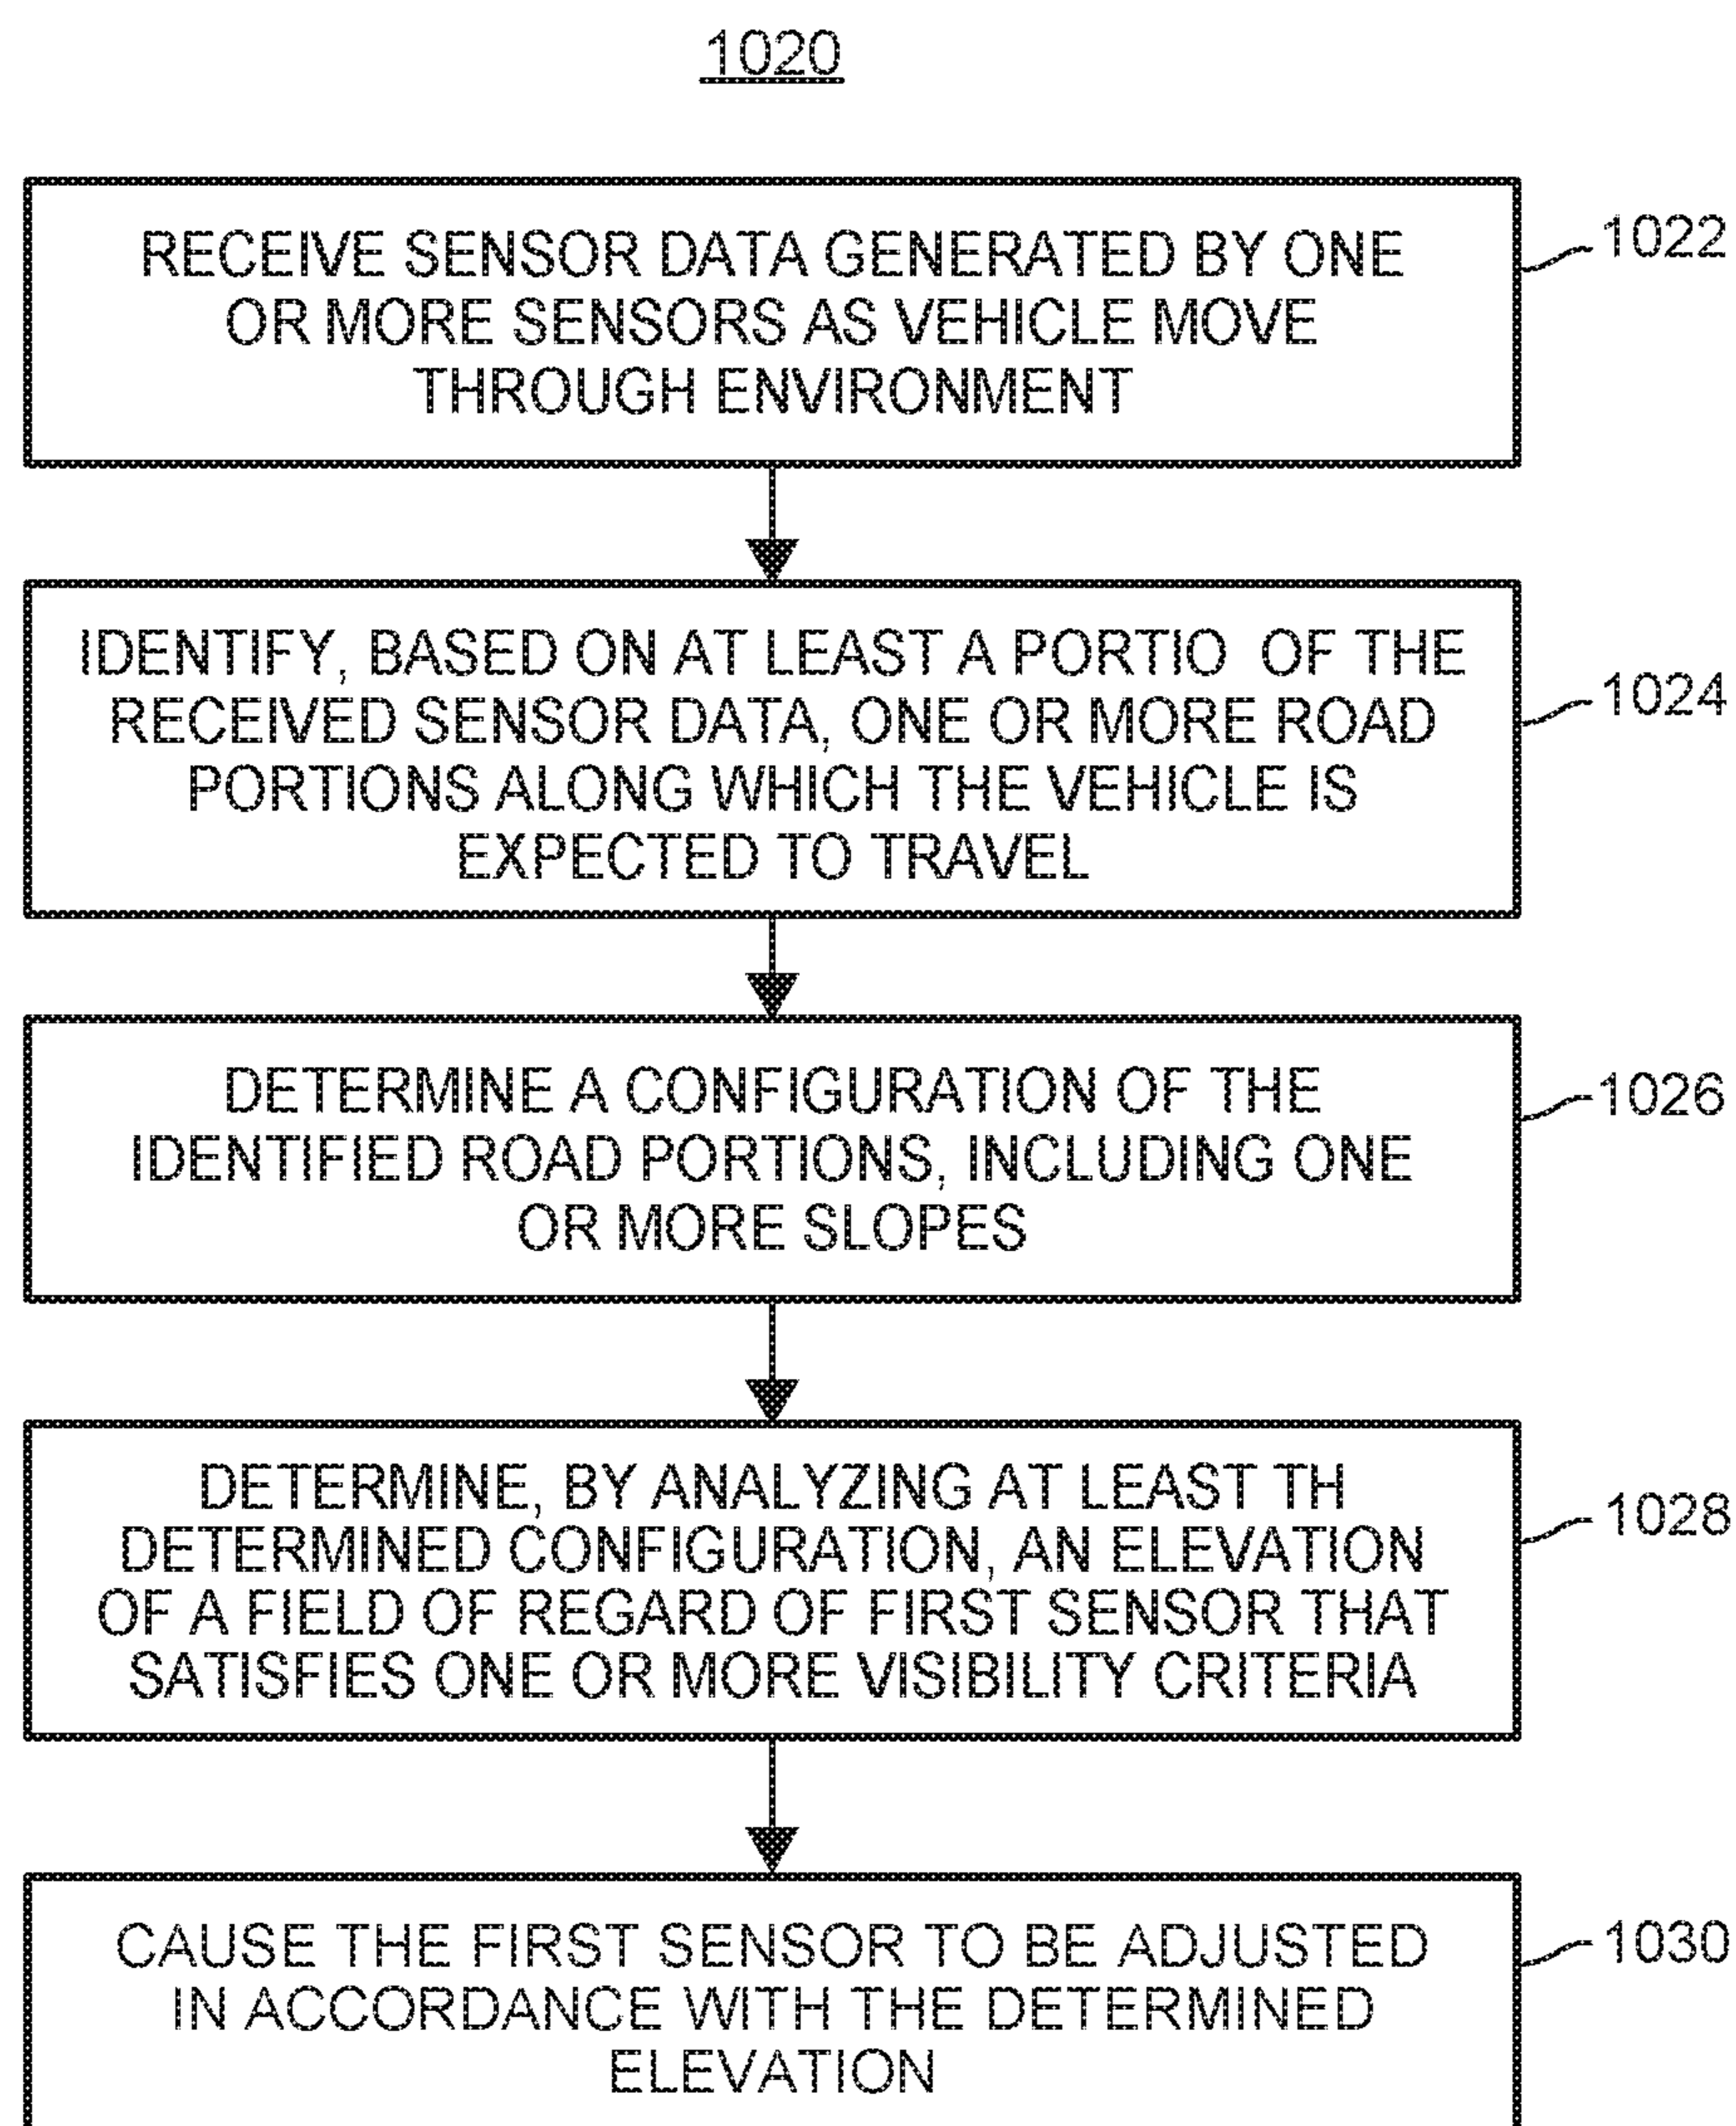 1020
RECEIVE SENSOR DATA GENERATED BY ONE
OR MORE SENSORS AS VEHICLE MOVE
THROUGH ENVIRONMENT
1022
IDENTIFY, BASED ON AT LEAST A PORTIO OF THE
RECEIVED SENSOR DATA, ONE OR MORE ROAD
PORTIONS ALONG WHICH THE VEHICLE IS
EXPECTED TO TRAVEL
1024
DETERMINE A CONFIGURATION OF THE
IDENTIFIED ROAD PORTIONS, INCLUDING ONE
OR MORE SLOPES
1026
DETERMINE, BY ANALYZING AT LEAST TH
DETERMINED CONFIGURATION, AN ELEVATION
OF A FIELD OF REGARD OF FIRST SENSOR THAT
SATISFIES ONE OR MORE VISIBILITY CRITERIA
1028
CAUSE THE FIRST SENSOR TO BE ADJUSTED
IN ACCORDANCE WITH THE DETERMINED
ELEVATION
1030